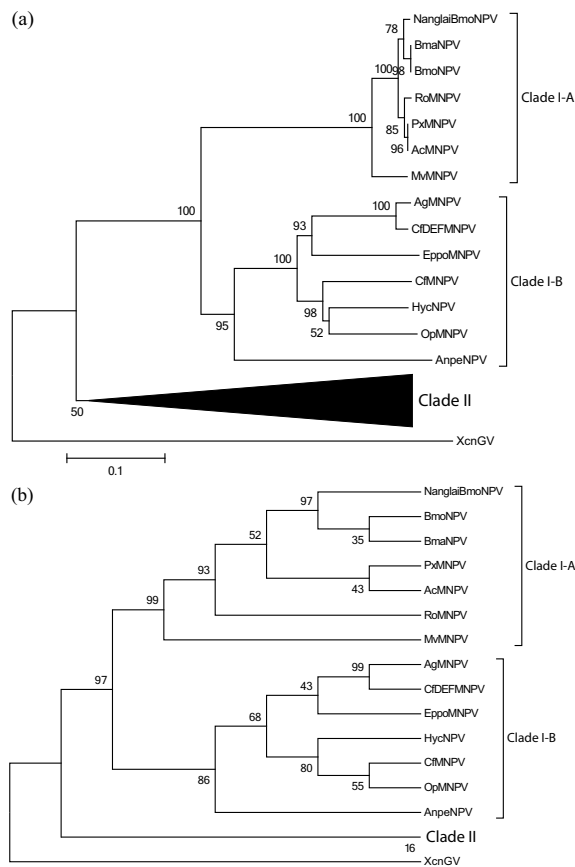 (a)
NanglaiBmoNPV
78
BmaNPV
100
98
BmoNPV
RoMNPV
Clade I-A
100
PxMNPV
85
AcMNPV
96
MvMNPV
AgMNPV
100
100
93
CfDEFMNPV
EppoMNPV
100
Clade I-B
CfMNPV
98
HycNPV
52
95
OpMNPV
AnpeNPV
Clade II
50
XcnGV
0.1
(b)
NanglaiBmoNPV
97
BmoNPV
52
35
BmaNPV
Clade I-A
93
PxMNPV
43
AcMNPV
99
RoMNPV
MvMNPV
97
AgMNPV
99
43
CfDEFMNPV
68
EppoMNPV
Clade I-B
HycNPV
86
80
CfMNPV
55
OpMNPV
AnpeNPV
Clade II
16
XcnGV